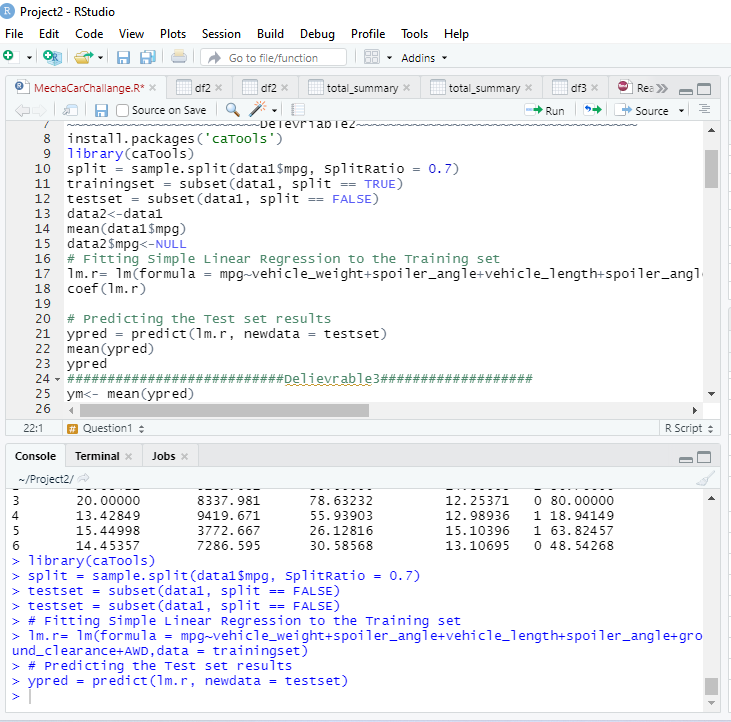 Project2 - RStudio
File Edit Code View Plots Session Build Debug Profile Tools Help
Go to file/function Addins
MechaCarChallange.R* df2 df2 total_summary total_summary df3 Rea
Source on Save Run Source
7 ~~~~~~~~~~~~~~~~~~~~~~~~Delevriable2~~~~~~~~~~~~~~~~~~~~~~~~~~~~~~~~~~~
8 install.packages('caTools')
9 library(caTools)
10 split = sample.split(data1$mpg, SplitRatio = 0.7)
11 trainingset = subset(data1, split == TRUE)
12 testset = subset(data1, split == FALSE)
13 data2<-data1
14 mean(data1$mpg)
15 data2$mpg<-NULL
16 # Fitting Simple Linear Regression to the Training set
17 lm.r= lm(formula = mpg~vehicle_weight+spoiler_angle+vehicle_length+spoiler_angl
18 coef(lm.r)
19
20 # Predicting the Test set results
21 ypred = predict(lm.r, newdata = testset)
22 mean(ypred)
23 ypred
24 ###########################Delievrable3###################
25 ym<- mean(ypred)
26
22:1 Question1 R Script
Console Terminal Jobs
~/Project2/
3 20.00000 8337.981 78.63232 12.25371 0 80.00000
4 13.42849 9419.671 55.93903 12.98936 1 18.94149
5 15.44998 3772.667 26.12816 15.10396 1 63.82457
6 14.45357 7286.595 30.58568 13.10695 0 48.54268
> library(caTools)
> split = sample.split(data1$mpg, SplitRatio = 0.7)
> testset = subset(data1, split == FALSE)
> testset = subset(data1, split == FALSE)
> # Fitting Simple Linear Regression to the Training set
> lm.r= lm(formula = mpg~vehicle_weight+spoiler_angle+vehicle_length+spoiler_angle+gro
und_clearance+AWD,data = trainingset)
> # Predicting the Test set results
> ypred = predict(lm.r, newdata = testset)
>